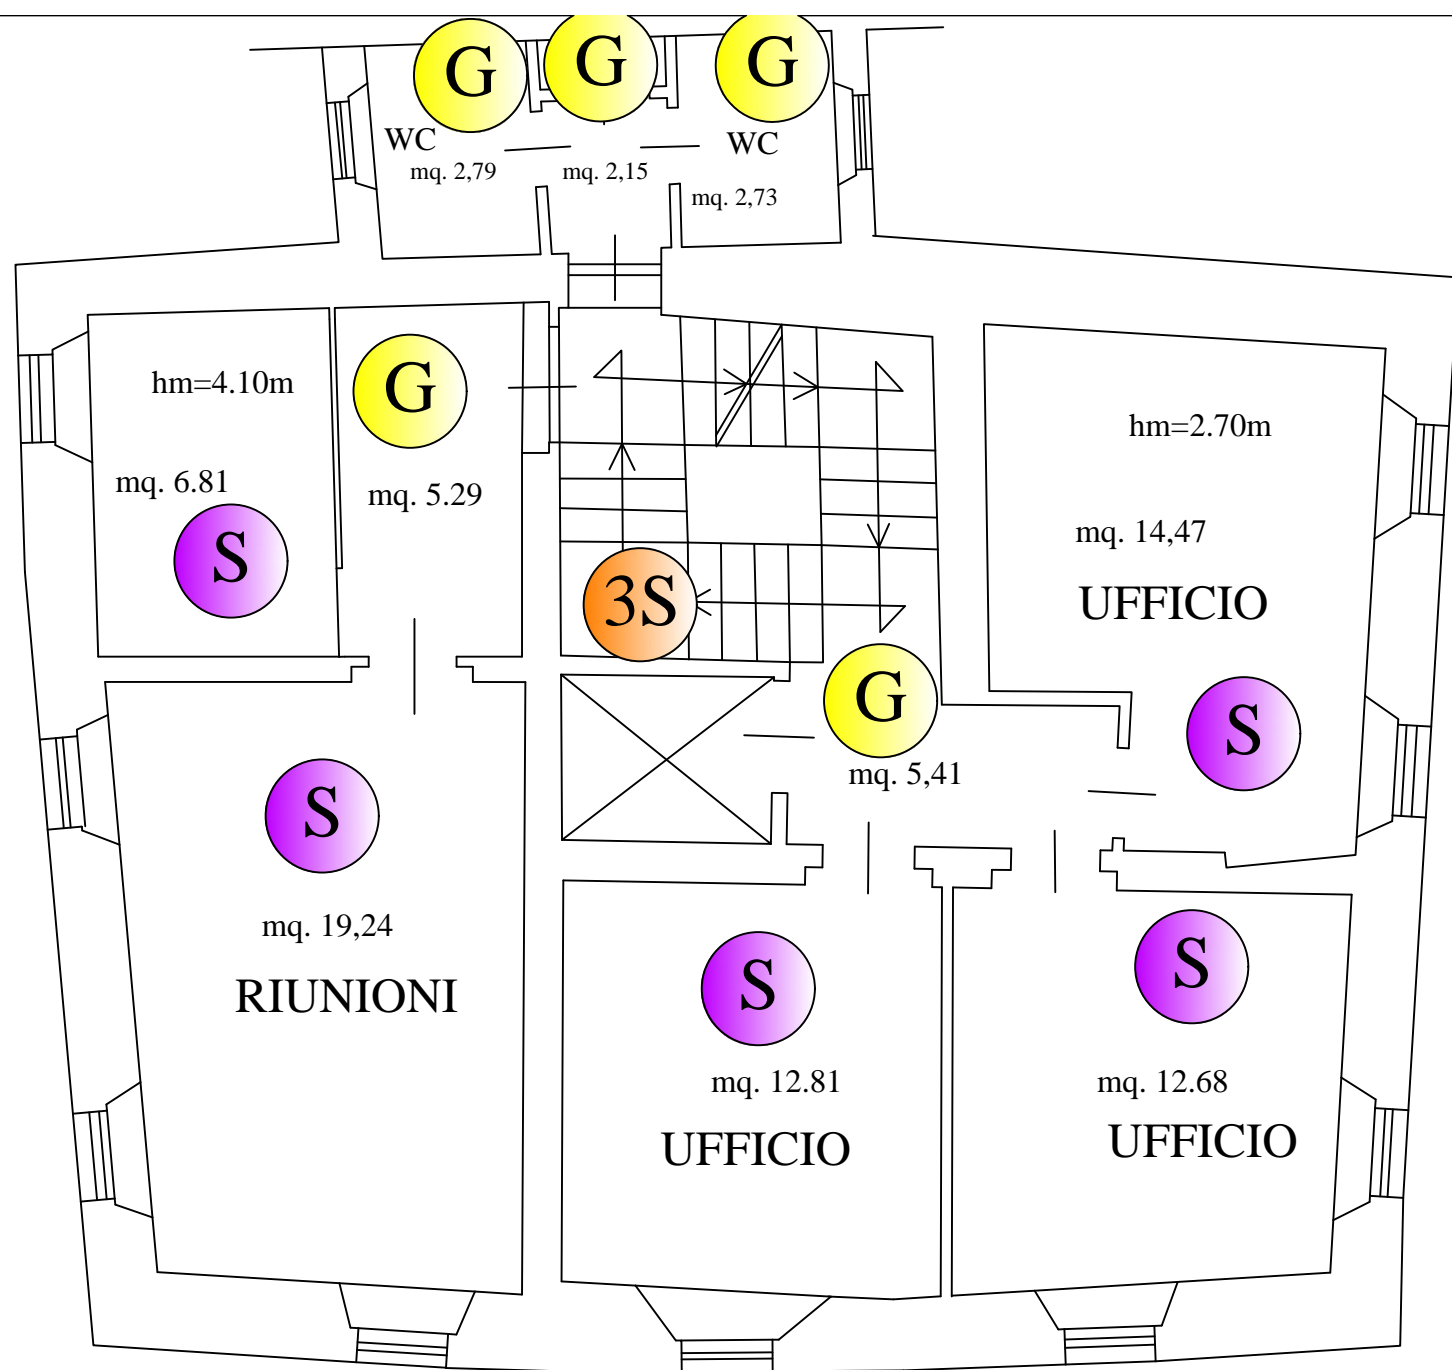 G
G
G
WC
WC
mq. 2,79
mq. 2,15
mq. 2,73
hm=4.10m
G
hm=2.70m
mq. 6.81
mq. 5.29
mq. 14,47
S
3S
UFFICIO
G
S
mq. 5,41
S
mq. 19,24
RIUNIONI
S
S
mq. 12.81
mq. 12.68
UFFICIO
UFFICIO